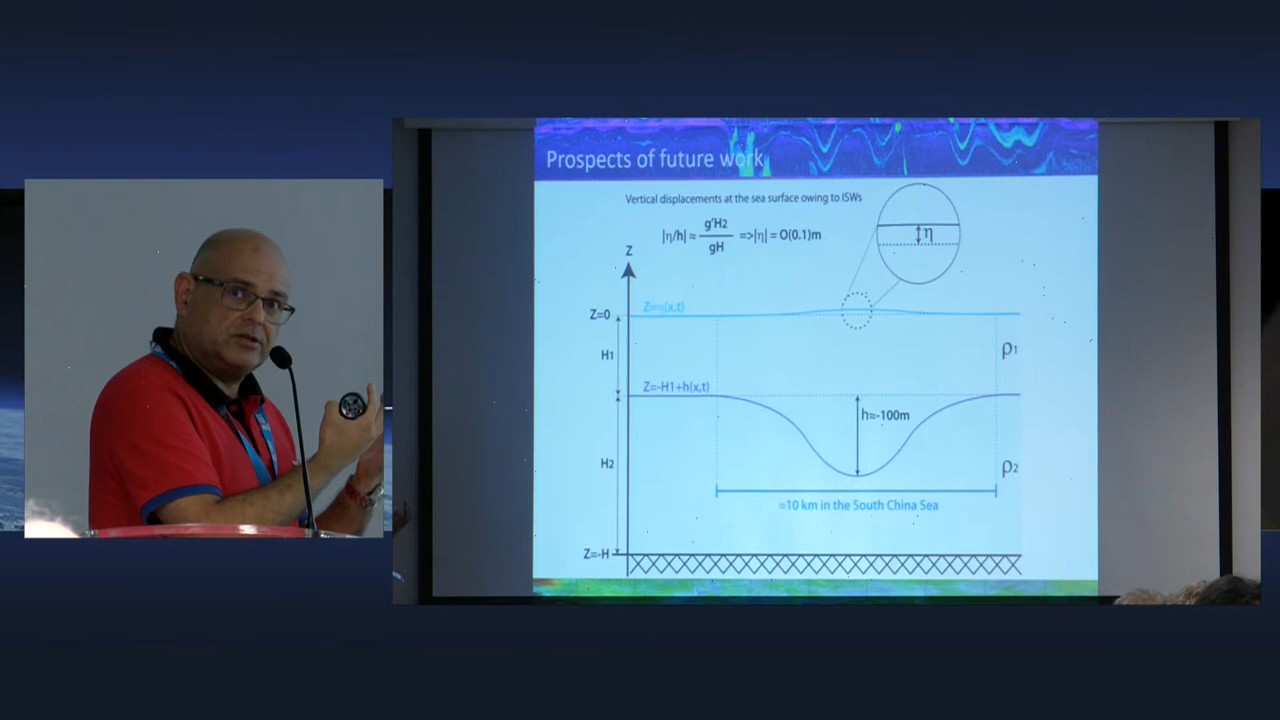 Prospects of future work
Vertical displacements at the sea surface owing to ISWs
|η/h| ≈ g'H2 / gH =>|η| = O(0.1)m
η
Z
Z=η(x,t)
Z=0
H1
ρ1
Z=-H1+h(x,t)
h≈-100m
H2
ρ2
≈10 km in the South China Sea
Z=-H